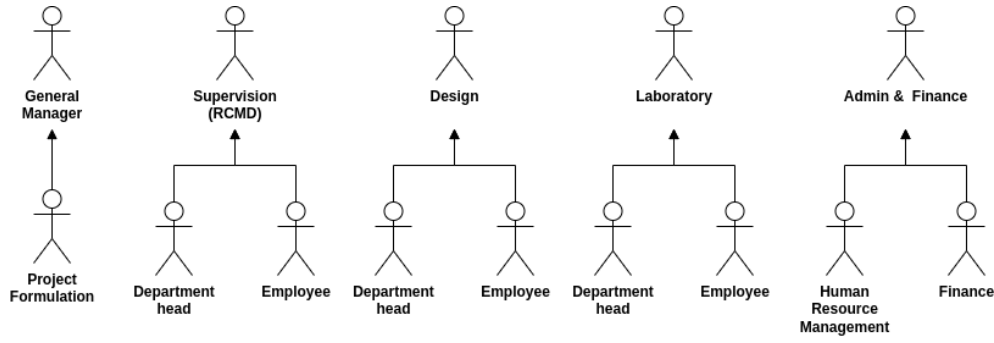 General
Manager
Supervision
(RCMD)
Design
Laboratory
Admin & Finance
Project
Formulation
Department
head
Employee
Department
head
Employee
Department
head
Employee
Human
Resource
Management
Finance